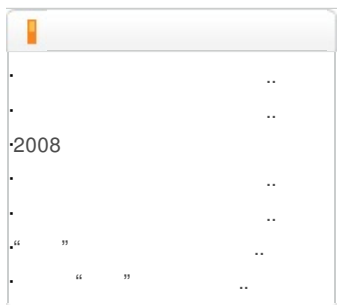 · ..
· ..
·2008
· ..
· ..
·“ ” ..
· “ ” ..